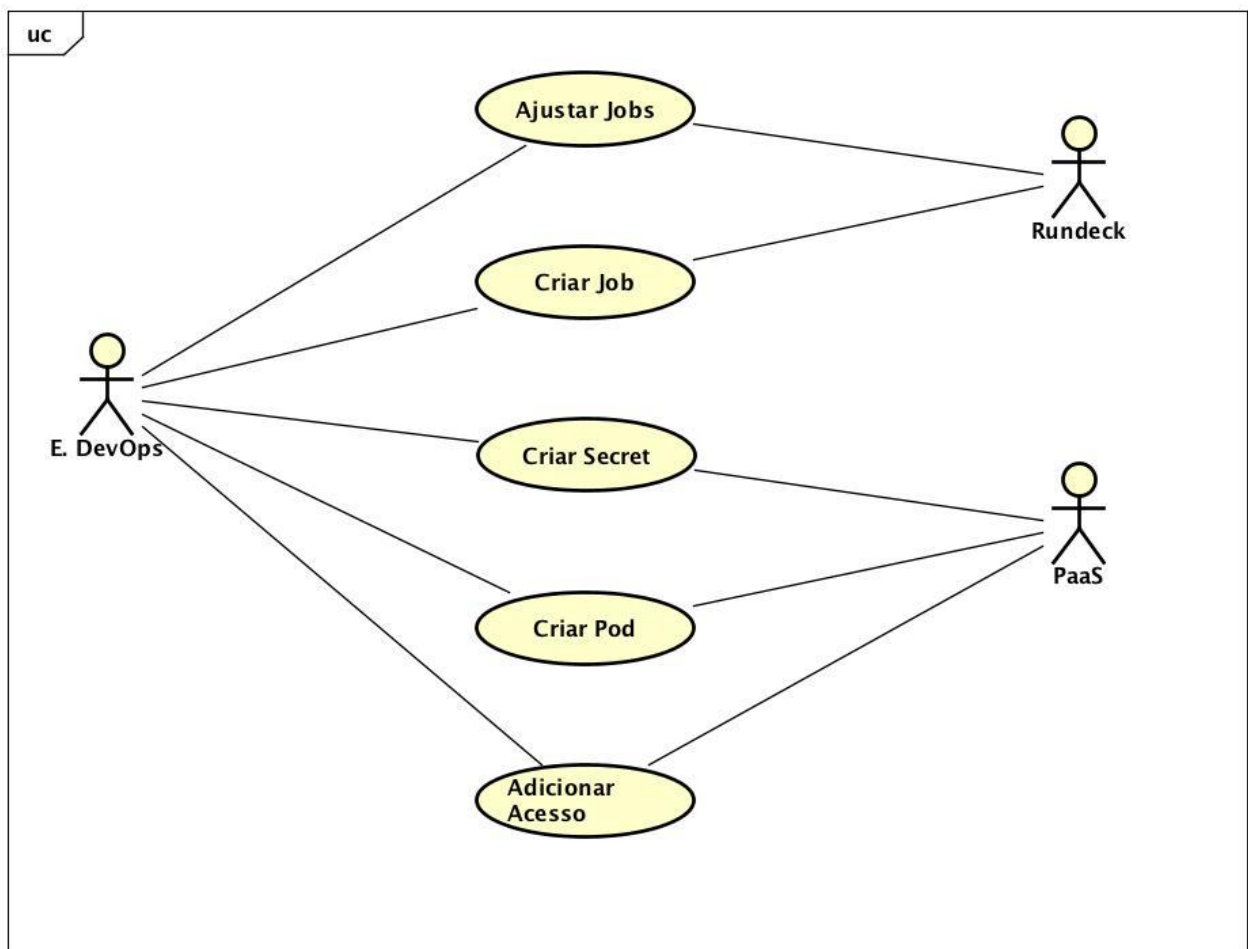 uc
Ajustar Jobs
Rundeck
Criar Job
E. DevOps
Criar Secret
PaaS
Criar Pod
Adicionar
Acesso